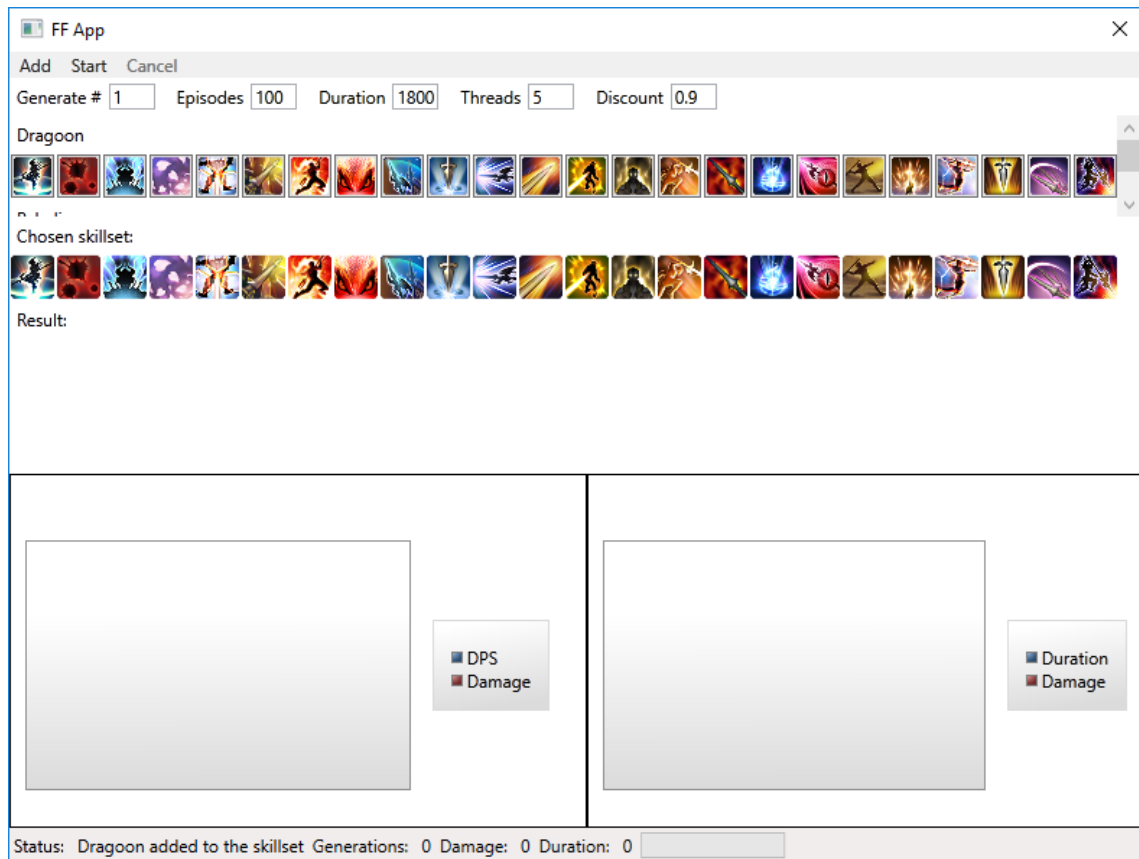 FF App
Add Start Cancel
Generate # 1 Episodes 100 Duration 1800 Threads 5 Discount 0.9
Dragoon
Chosen skillset:
Result:
DPS
Damage
Duration
Damage
Status: Dragoon added to the skillset Generations: 0 Damage: 0 Duration: 0